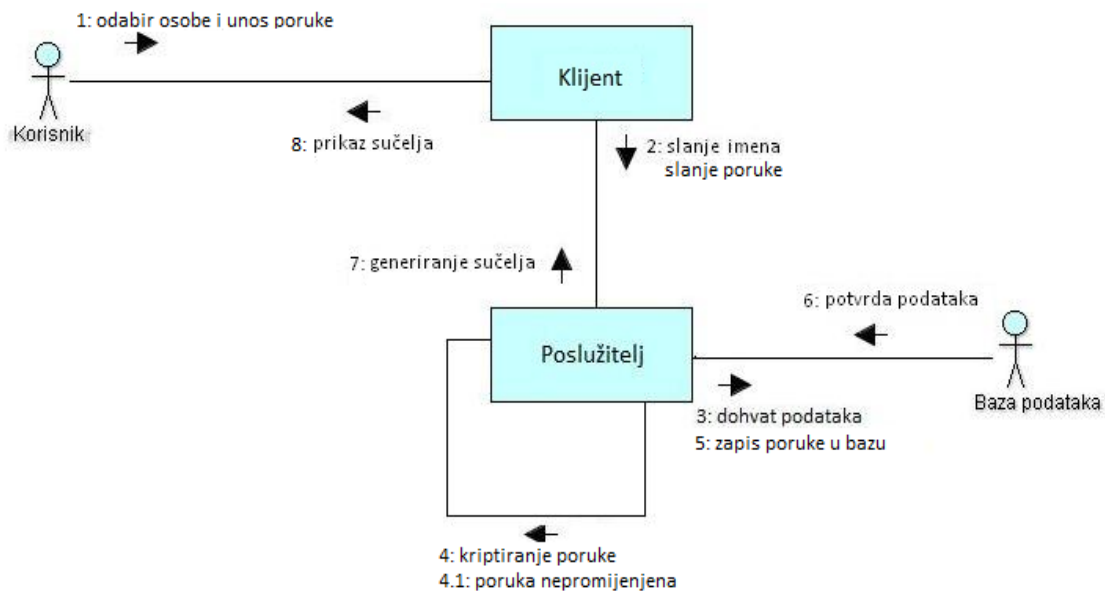 1: odabir osobe i unos poruke
Klijent
Korisnik
8: prikaz sučelja
2: slanje imena
slanje poruke
7: generiranje sučelja
6: potvrda podataka
Poslužitelj
Baza podataka
3: dohvat podataka
5: zapis poruke u bazu
4: kriptiranje poruke
4.1: poruka nepromijenjena